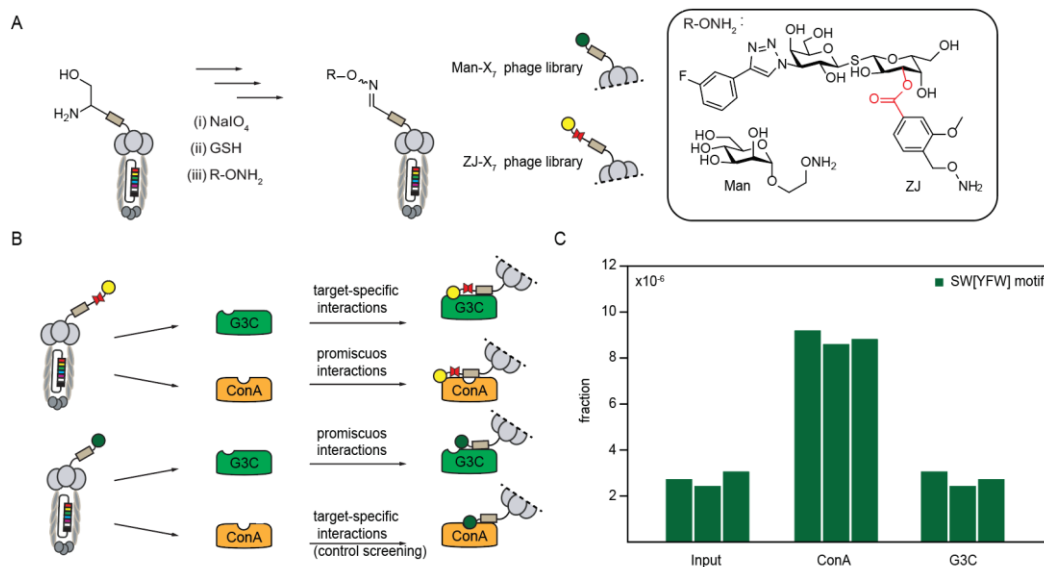 A
HO
H₂N
(i) NaIO₄
(ii) GSH
(iii) R-ONH₂
R-O
N
Man-X₇ phage library
ZJ-X₇ phage library
R-ONH₂ :
F
N=N
N
OH
OH
O
OH
S
OH
HO
O
OH
O
OH
O
O
O
NH₂
ZJ
HO
OH
O
HO
HO
O
ONH₂
Man
B
G3C
target-specific
interactions
G3C
ConA
promiscuos
interactions
ConA
G3C
promiscuos
interactions
G3C
ConA
target-specific
interactions
(control screening)
ConA
C
x10⁻⁶
SW[YFW] motif
fraction
12
10
8
6
4
2
Input
ConA
G3C